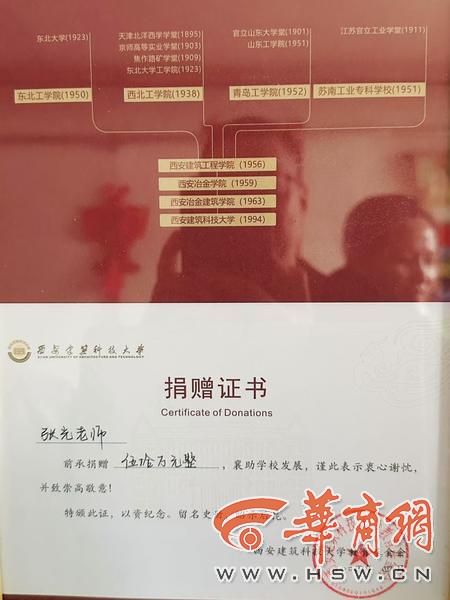 东北大学(1923)
天津北洋西学学堂(1895)
京师高等实业学堂(1903)
焦作路矿学堂(1909)
东北大学工学院(1923)
官立山东大学堂(1901)
山东工学院(1951)
江苏官立工业学堂(1911)
东北工学院(1950)
西北工学院(1938)
青岛工学院(1952)
苏南工业专科学校(1951)
西安建筑工程学院(1956)
西安冶金学院(1959)
西安冶金建筑学院(1963)
西安建筑科技大学(1994)
西安建筑科技大学
XI'AN UNIVERSITY OF ARCHITECTURE AND TECHNOLOGY
捐赠证书
Certificate of Donations
张光老师
前承捐赠 伍拾万元整，襄助学校发展，谨此表示衷心谢忱，
并致崇高敬意！
特颁此证，以资纪念。留名史
西安建筑科技大学
华商网
WWW.HSW.CN